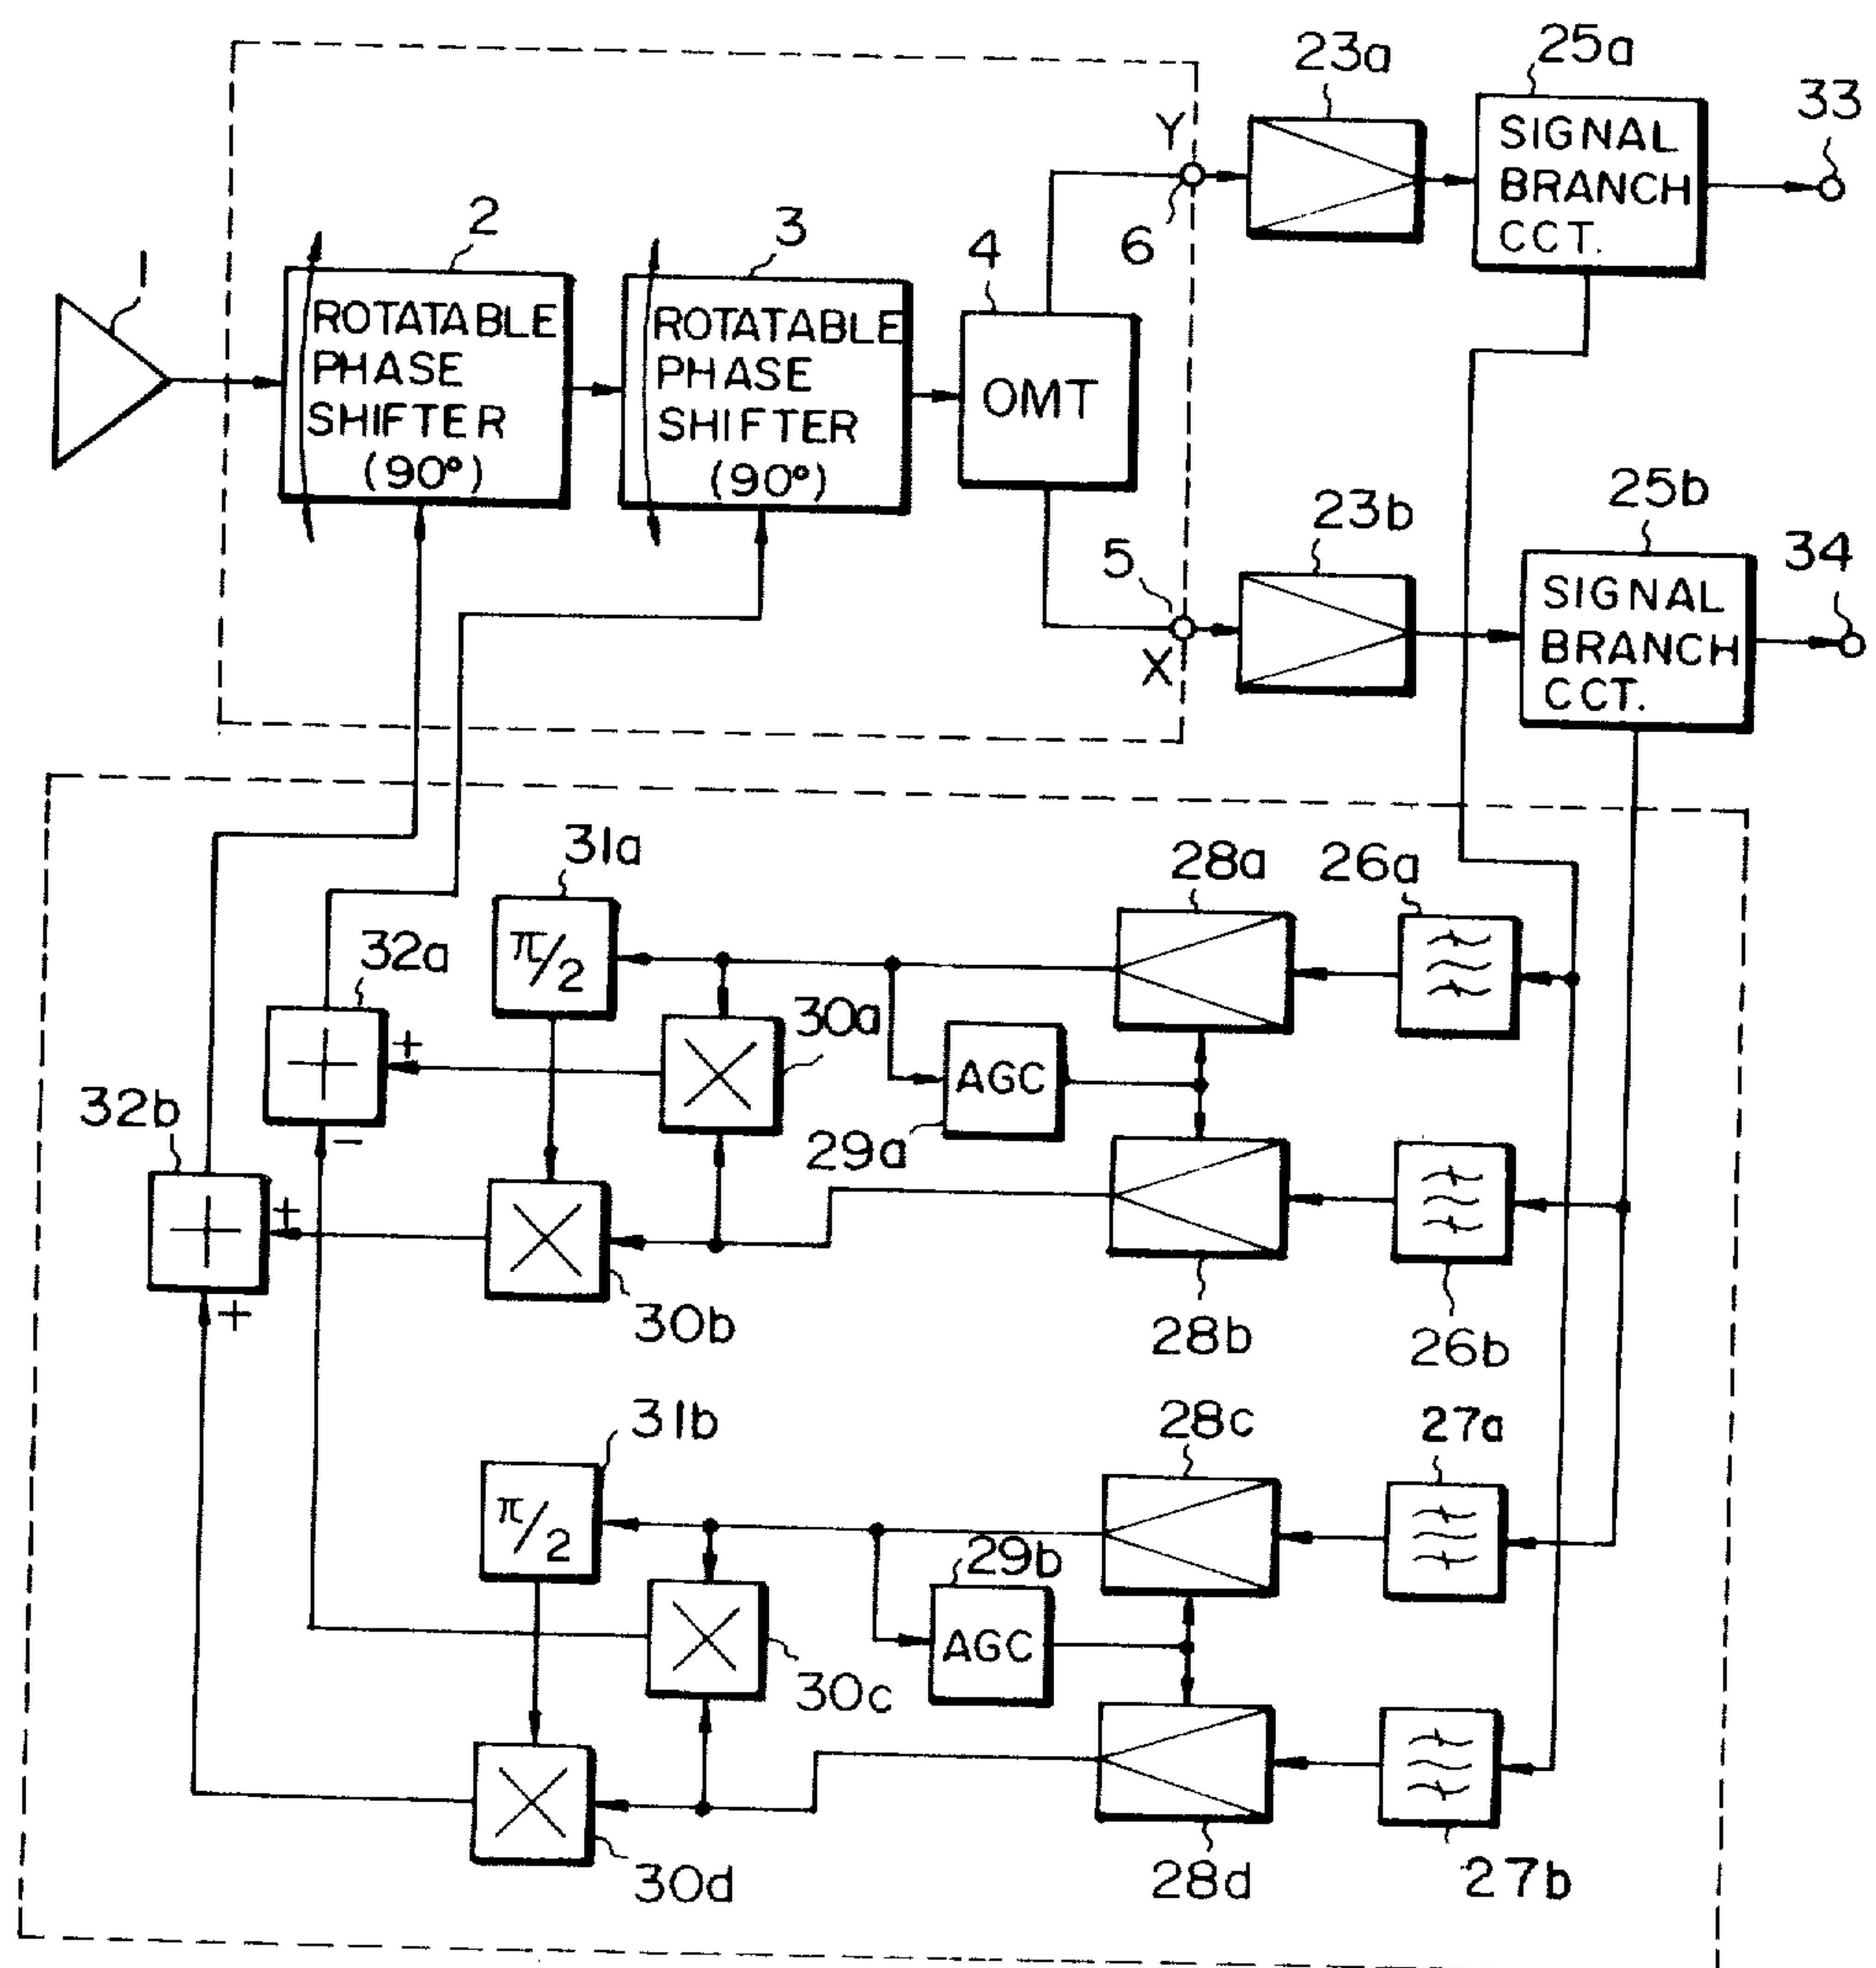 23a
25a
33
SIGNAL
BRANCH
CCT.
Y
6
1
2
ROTATABLE
PHASE
SHIFTER
(90°)
3
ROTATABLE
PHASE
SHIFTER
(90°)
4
OMT
5
X
23b
25b
34
SIGNAL
BRANCH
CCT.
31a
π/2
28a
26a
32a
+
+
−
30a
×
AGC
29a
32b
+
+
+
30b
×
28b
26b
31b
π/2
28c
27a
29b
AGC
30c
×
30d
×
28d
27b